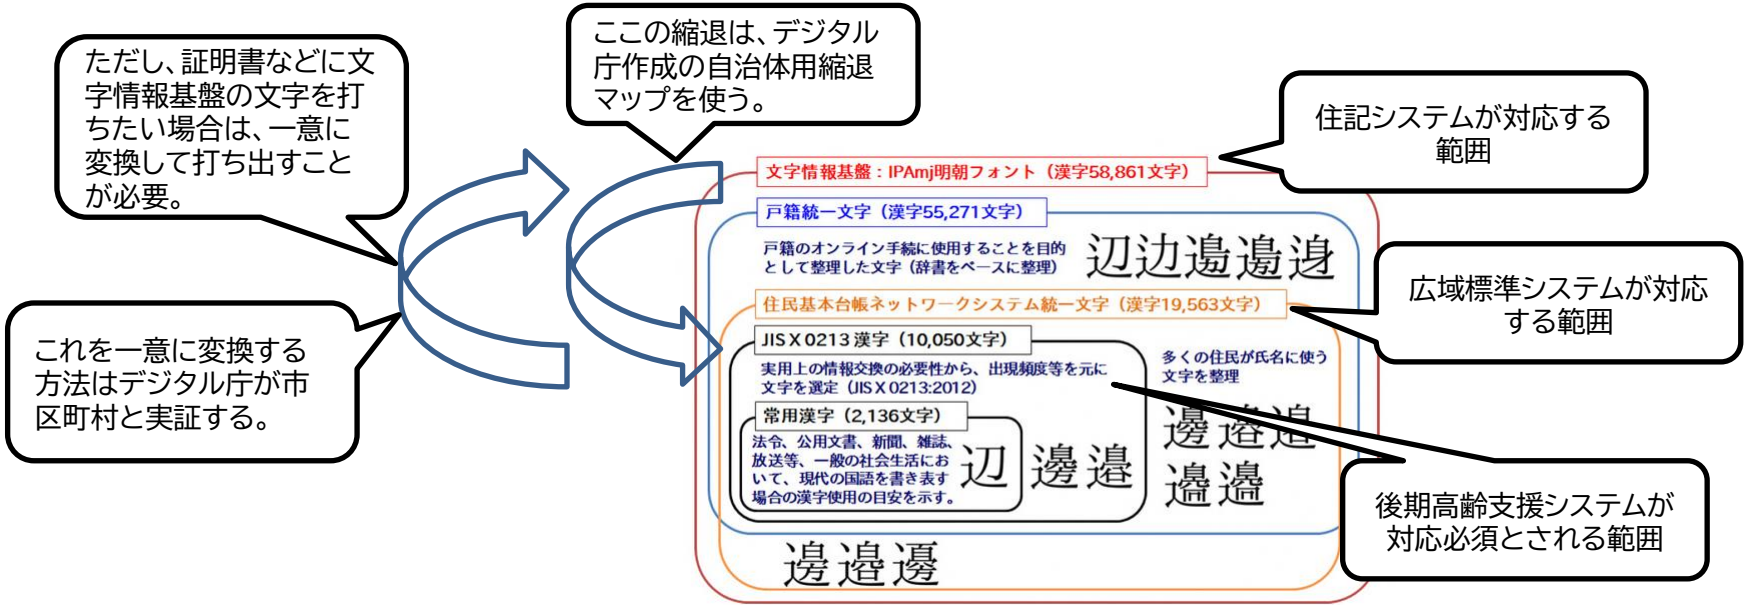 ただし、証明書などに文
字情報基盤の文字を打
ちたい場合は、一意に
変換して打ち出すこと
が必要。
ここの縮退は、デジタル
庁作成の自治体用縮退
マップを使う。
住記システムが対応する
範囲
文字情報基盤：IPAmj明朝フォント（漢字58,861文字）
戸籍統一文字（漢字55,271文字）
戸籍のオンライン手続に使用することを目的
として整理した文字（辞書をベースに整理）
広域標準システムが対応
する範囲
住民基本台帳ネットワークシステム統一文字（漢字19,563文字）
これを一意に変換する
方法はデジタル庁が市
区町村と実証する。
JIS X 0213 漢字（10,050文字）
実用上の情報交換の必要性から、出現頻度等を元に
文字を選定（JIS X 0213:2012）
多くの住民が氏名に使う
文字を整理
常用漢字（2,136文字）
法令、公用文書、新聞、雑誌、
放送等、一般の社会生活にお
いて、現代の国語を書き表す
場合の漢字使用の目安を示す。
辺
邊邉
後期高齢支援システムが
対応必須とされる範囲